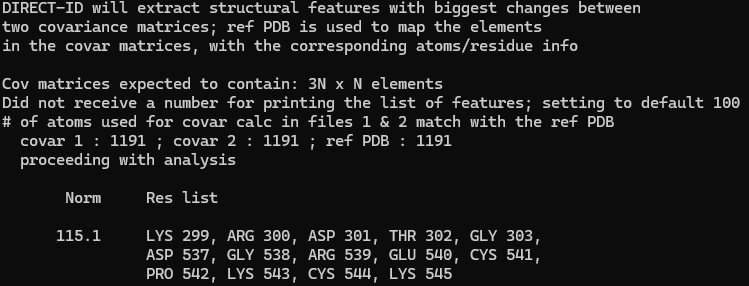 DIRECT-ID will extract structural features with biggest changes between
two covariance matrices; ref PDB is used to map the elements
in the covar matrices, with the corresponding atoms/residue info
Cov matrices expected to contain: 3N x N elements
Did not receive a number for printing the list of features; setting to default 100
# of atoms used for covar calc in files 1 & 2 match with the ref PDB
covar 1 : 1191 ; covar 2 : 1191 ; ref PDB : 1191
proceeding with analysis
Norm Res list
115.1 LYS 299, ARG 300, ASP 301, THR 302, GLY 303,
ASP 537, GLY 538, ARG 539, GLU 540, CYS 541,
PRO 542, LYS 543, CYS 544, LYS 545